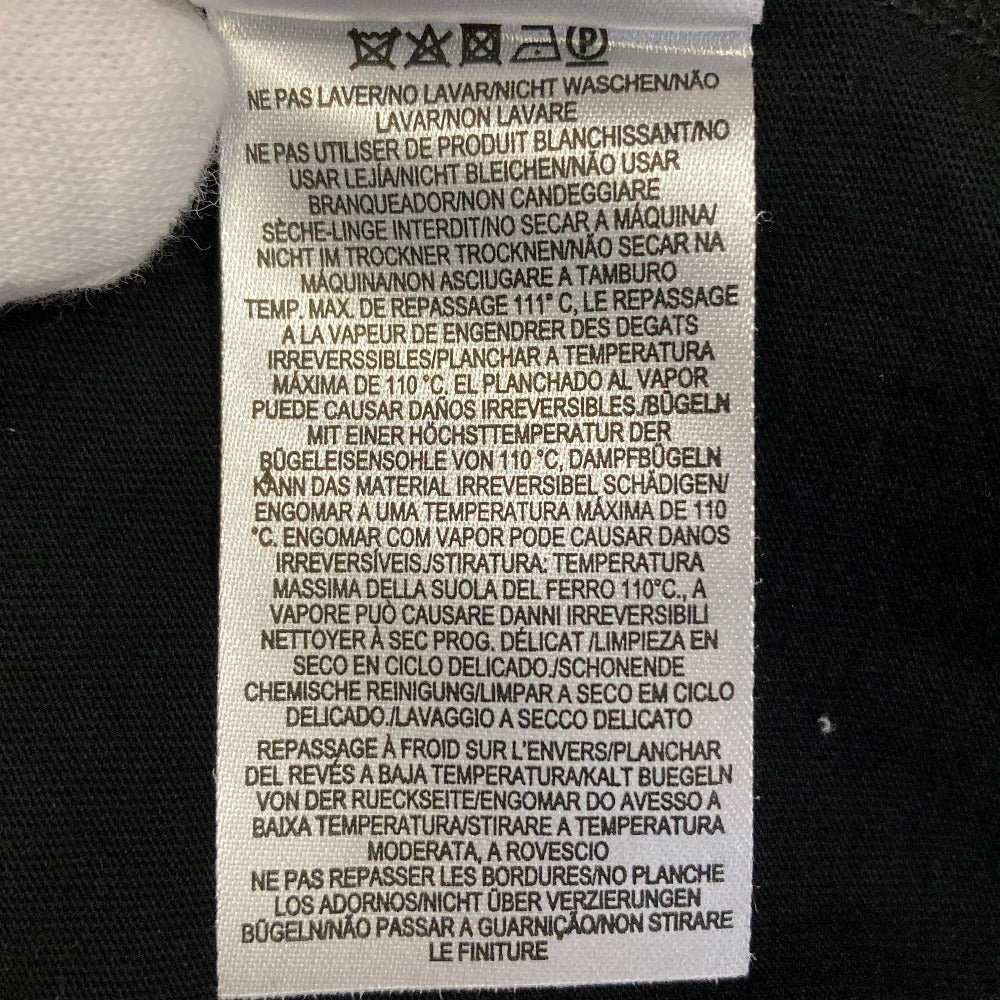 P
NE PAS LAVER/NO LAVAR/NICHT WASCHEN/NÃO
LAVAR/NON LAVARE
NE PAS UTILISER DE PRODUIT BLANCHISSANT/NO
USAR LEJÍA/NICHT BLEICHEN/NÃO USAR
BRANQUEADOR/NON CANDEGGIARE
SÈCHE-LINGE INTERDIT/NO SECAR A MÁQUINA/
NICHT IM TROCKNER TROCKNEN/NÃO SECAR NA
MÁQUINA/NON ASCIUGARE A TAMBURO
TEMP. MAX. DE REPASSAGE 111° C, LE REPASSAGE
A LA VAPEUR DE ENGENDRER DES DEGATS
IRREVERSSIBLES/PLANCHAR A TEMPERATURA
MÁXIMA DE 110 °C. EL PLANCHADO AL VAPOR
PUEDE CAUSAR DAÑOS IRREVERSIBLES./BÜGELN
MIT EINER HÖCHSTTEMPERATUR DER
BÜGELEISENSOHLE VON 110 °C, DAMPFBÜGELN
KANN DAS MATERIAL IRREVERSIBEL SCHÄDIGEN/
ENGOMAR A UMA TEMPERATURA MÁXIMA DE 110
°C. ENGOMAR COM VAPOR PODE CAUSAR DANOS
IRREVERSÍVEIS./STIRATURA: TEMPERATURA
MASSIMA DELLA SUOLA DEL FERRO 110°C., A
VAPORE PUÒ CAUSARE DANNI IRREVERSIBILI
NETTOYER À SEC PROG. DÉLICAT /LIMPIEZA EN
SECO EN CICLO DELICADO./SCHONENDE
CHEMISCHE REINIGUNG/LIMPAR A SECO EM CICLO
DELICADO./LAVAGGIO A SECCO DELICATO
REPASSAGE À FROID SUR L'ENVERS/PLANCHAR
DEL REVÉS A BAJA TEMPERATURA/KALT BUEGELN
VON DER RUECKSEITE/ENGOMAR DO AVESSO A
BAIXA TEMPERATURA/STIRARE A TEMPERATURA
MODERATA, A ROVESCIO
NE PAS REPASSER LES BORDURES/NO PLANCHE
LOS ADORNOS/NICHT ÜBER VERZIERUNGEN
BÜGELN/NÃO PASSAR A GUARNIÇÃO/NON STIRARE
LE FINITURE